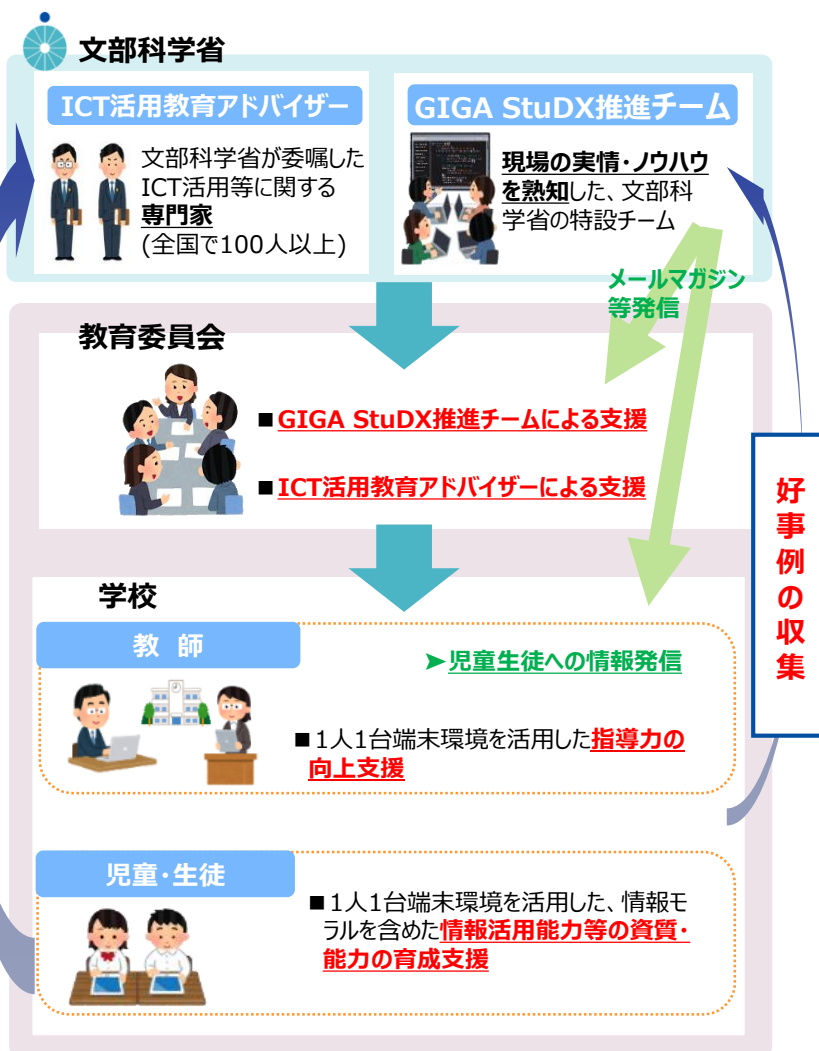 文部科学省
ICT活用教育アドバイザー
文部科学省が委嘱した
ICT活用等に関する
専門家
(全国で100人以上)
GIGA StuDX推進チーム
現場の実情・ノウハウ
を熟知した、文部科
学省の特設チーム
メールマガジン
等発信
教育委員会
■GIGA StuDX推進チームによる支援
■ICT活用教育アドバイザーによる支援
好事例の収集
学校
教 師
➤児童生徒への情報発信
■1人1台端末環境を活用した指導力の
向上支援
児童・生徒
■1人1台端末環境を活用した、情報モ
ラルを含めた情報活用能力等の資質・
能力の育成支援